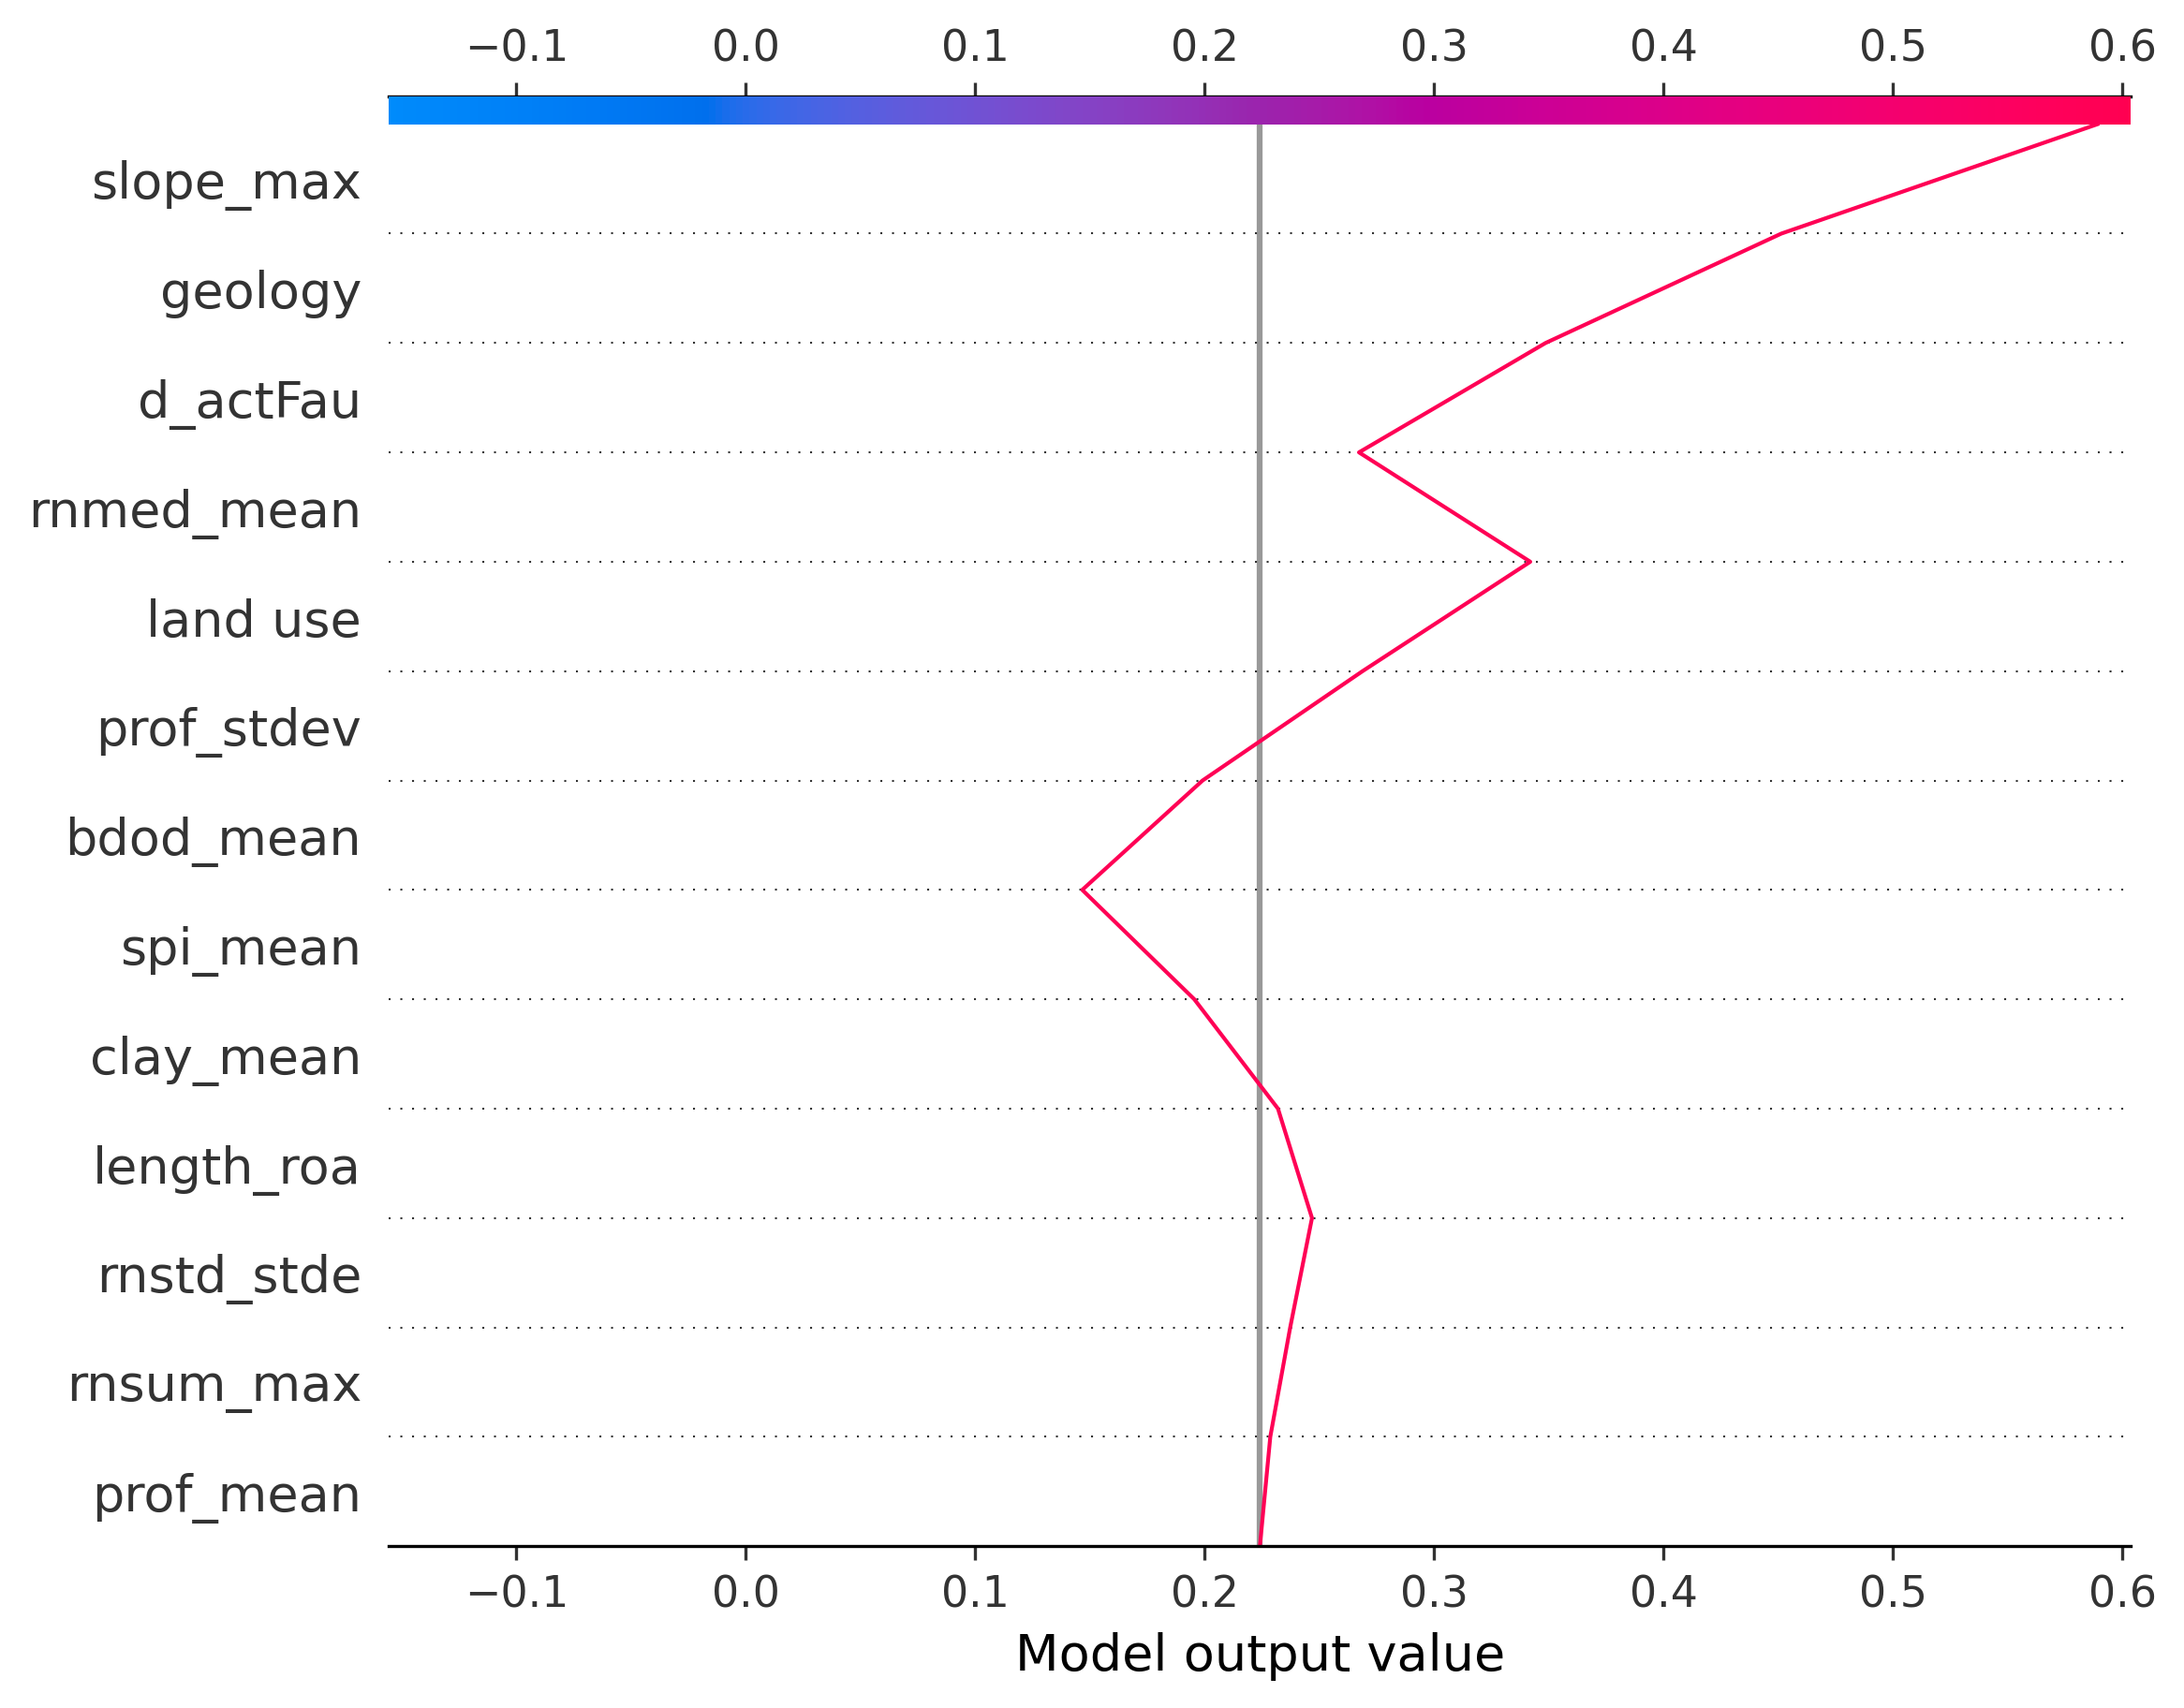 −0.1 0.0 0.1 0.2 0.3 0.4 0.5 0.6
slope_max
geology
d_actFau
rnmed_mean
land use
prof_stdev
bdod_mean
spi_mean
clay_mean
length_roa
rnstd_stde
rnsum_max
prof_mean
−0.1 0.0 0.1 0.2 0.3 0.4 0.5 0.6
Model output value